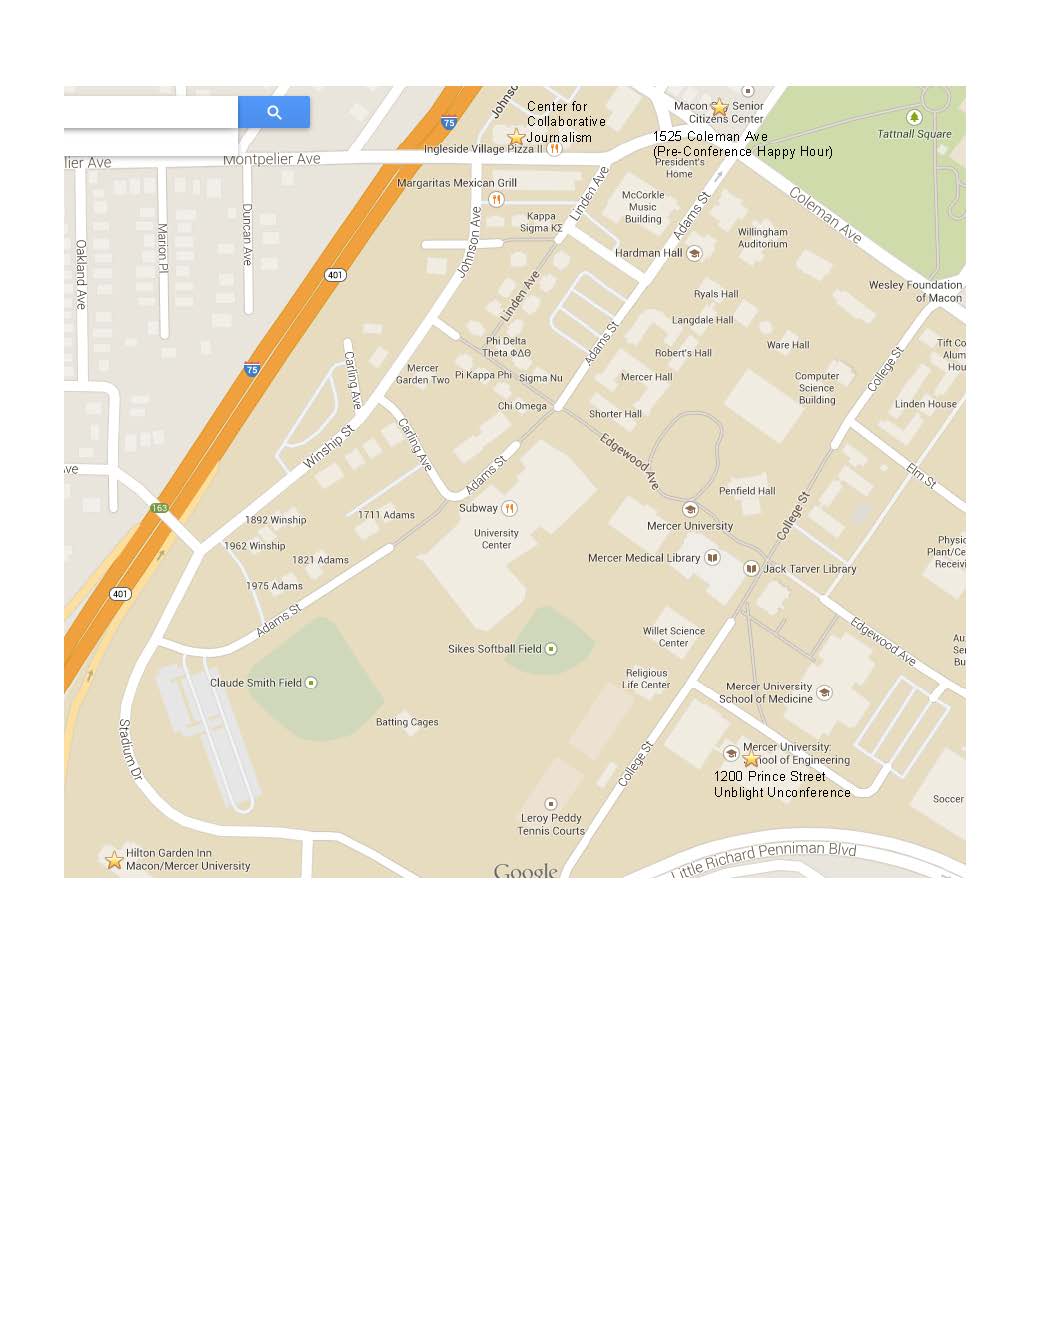 Johnso
Center for
Collaborative
Journalism
75
Macon
Senior
Citizens Center
1525 Coleman Ave
(Pre-Conference Happy Hour)
Tattnall Square
lier Ave
Montpelier Ave
Ingleside Village Pizza II
President's
Home
Margaritas Mexican Grill
Linden Ave
McCorkle
Music
Building
Adams St
Coleman Ave
Marion Pl
Duncan Ave
Oakland Ave
Johnson Ave
Kappa
Sigma ΚΣ
Willingham
Auditorium
Hardman Hall
401
Linden Ave
Wesley Foundation
of Macon
Ryals Hall
Langdale Hall
Adams St
Phi Delta
Theta ΦΔΘ
Robert's Hall
Ware Hall
Tift Co
Alum
Hou
75
Carling Ave
Mercer
Garden Two
Pi Kappa Phi
Sigma Nu
Mercer Hall
Computer
Science
Building
College St
Linden House
Chi Omega
Shorter Hall
Winship St
Carling Ave
Edgewood Ave
Elm St
ve
Adams St
Penfield Hall
College St
163
1892 Winship
1711 Adams
Subway
University
Center
Mercer University
1962 Winship
1821 Adams
Mercer Medical Library
Jack Tarver Library
Physic
Plant/Ce
Receivi
401
1975 Adams
Adams St
Willet Science
Center
Edgewood Ave
Au
Se
Bu
Sikes Softball Field
Claude Smith Field
Religious
Life Center
Mercer University
School of Medicine
Batting Cages
Stadium Dr
College St
Mercer University:
ool of Engineering
1200 Prince Street
Unblight Unconference
Soccer
Leroy Peddy
Tennis Courts
Hilton Garden Inn
Macon/Mercer University
Little Richard Penniman Blvd
Google